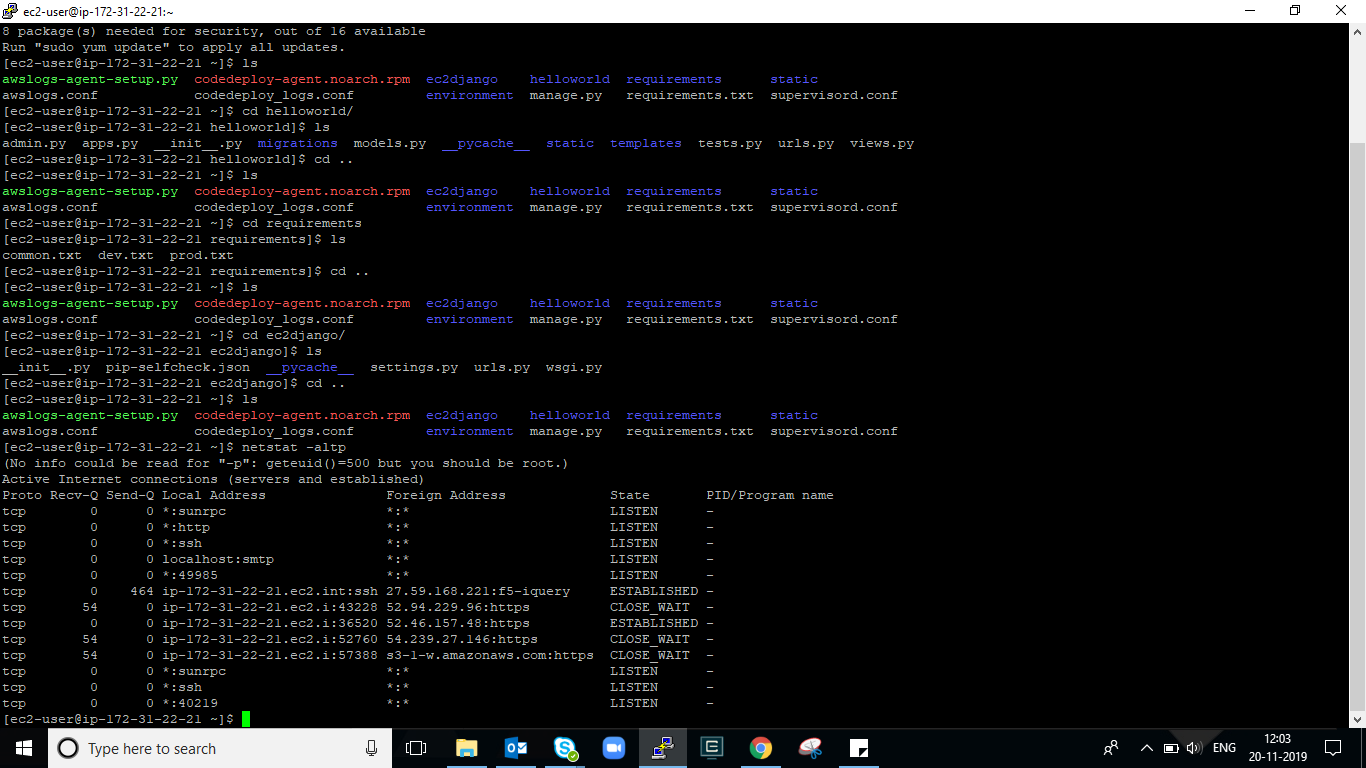 ec2-user@ip-172-31-22-21:~
8 package(s) needed for security, out of 16 available
Run "sudo yum update" to apply all updates.
[ec2-user@ip-172-31-22-21 ~]$ ls
awslogs-agent-setup.py  codedeploy-agent.noarch.rpm  ec2django    helloworld  requirements      static
awslogs.conf            codedeploy_logs.conf         environment  manage.py   requirements.txt  supervisord.conf
[ec2-user@ip-172-31-22-21 ~]$ cd helloworld/
[ec2-user@ip-172-31-22-21 helloworld]$ ls
admin.py  apps.py  __init__.py  migrations  models.py  __pycache__  static  templates  tests.py  urls.py  views.py
[ec2-user@ip-172-31-22-21 helloworld]$ cd ..
[ec2-user@ip-172-31-22-21 ~]$ ls
awslogs-agent-setup.py  codedeploy-agent.noarch.rpm  ec2django    helloworld  requirements      static
awslogs.conf            codedeploy_logs.conf         environment  manage.py   requirements.txt  supervisord.conf
[ec2-user@ip-172-31-22-21 ~]$ cd requirements
[ec2-user@ip-172-31-22-21 requirements]$ ls
common.txt  dev.txt  prod.txt
[ec2-user@ip-172-31-22-21 requirements]$ cd ..
[ec2-user@ip-172-31-22-21 ~]$ ls
awslogs-agent-setup.py  codedeploy-agent.noarch.rpm  ec2django    helloworld  requirements      static
awslogs.conf            codedeploy_logs.conf         environment  manage.py   requirements.txt  supervisord.conf
[ec2-user@ip-172-31-22-21 ~]$ cd ec2django/
[ec2-user@ip-172-31-22-21 ec2django]$ ls
__init__.py  pip-selfcheck.json  __pycache__  settings.py  urls.py  wsgi.py
[ec2-user@ip-172-31-22-21 ec2django]$ cd ..
[ec2-user@ip-172-31-22-21 ~]$ ls
awslogs-agent-setup.py  codedeploy-agent.noarch.rpm  ec2django    helloworld  requirements      static
awslogs.conf            codedeploy_logs.conf         environment  manage.py   requirements.txt  supervisord.conf
[ec2-user@ip-172-31-22-21 ~]$ netstat -altp
(No info could be read for "-p": geteuid()=500 but you should be root.)
Active Internet connections (servers and established)
Proto Recv-Q Send-Q Local Address               Foreign Address             State       PID/Program name
tcp        0      0 *:sunrpc                    *:*                         LISTEN      -
tcp        0      0 *:http                      *:*                         LISTEN      -
tcp        0      0 *:ssh                       *:*                         LISTEN      -
tcp        0      0 localhost:smtp              *:*                         LISTEN      -
tcp        0      0 *:49985                     *:*                         LISTEN      -
tcp        0    464 ip-172-31-22-21.ec2.int:ssh 27.59.168.221:f5-iquery     ESTABLISHED -
tcp       54      0 ip-172-31-22-21.ec2.i:43228 52.94.229.96:https          CLOSE_WAIT  -
tcp        0      0 ip-172-31-22-21.ec2.i:36520 52.46.157.48:https          ESTABLISHED -
tcp       54      0 ip-172-31-22-21.ec2.i:52760 54.239.27.146:https         CLOSE_WAIT  -
tcp       54      0 ip-172-31-22-21.ec2.i:57388 s3-1-w.amazonaws.com:https  CLOSE_WAIT  -
tcp        0      0 *:sunrpc                    *:*                         LISTEN      -
tcp        0      0 *:ssh                       *:*                         LISTEN      -
tcp        0      0 *:40219                     *:*                         LISTEN      -
[ec2-user@ip-172-31-22-21 ~]$
Type here to search
ENG
12:03
20-11-2019